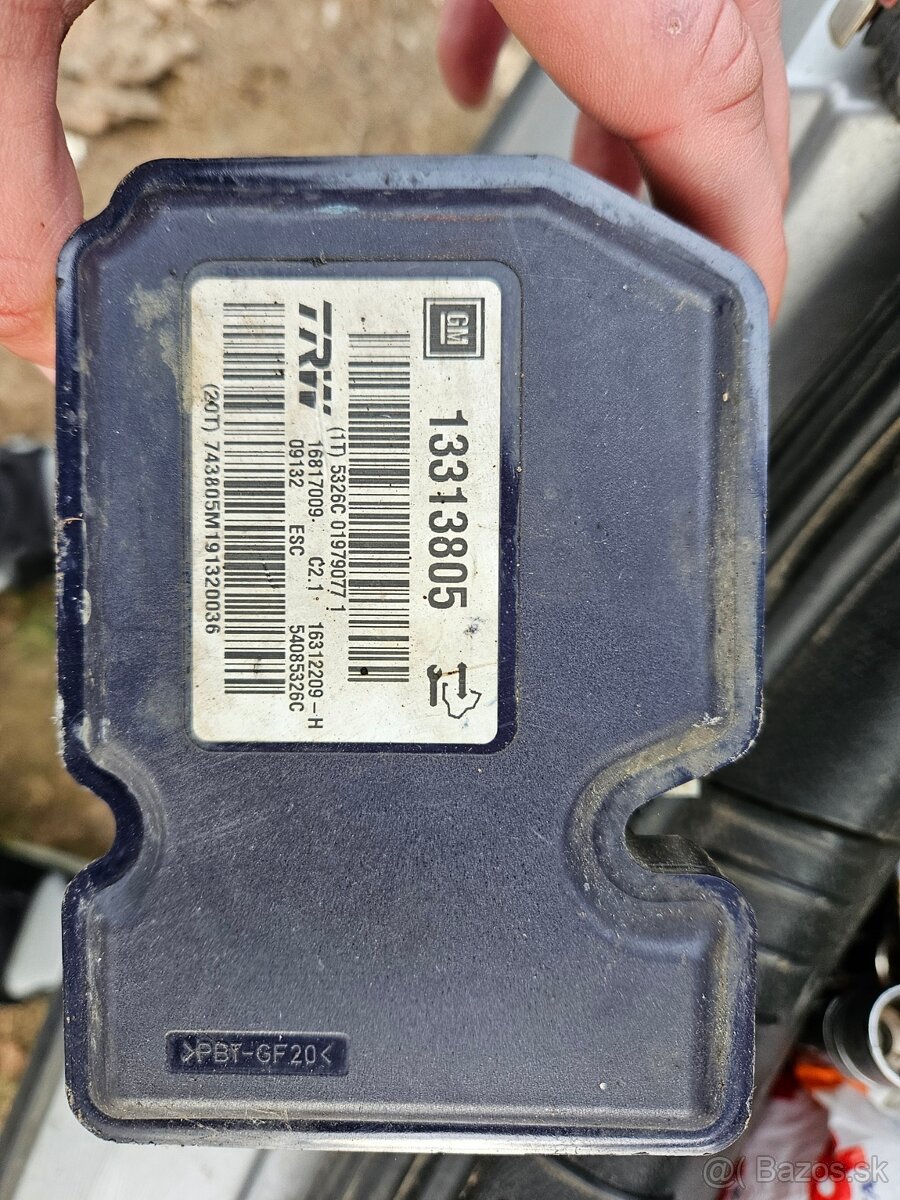 GM
13313805
(1T) 5326C 01979077 1
TRW
16817009. C2.1 16312209-H
09132 ESC 54085326C
(20T) 743805M191320036
>PBT-GF20<
@( Bazos.sk